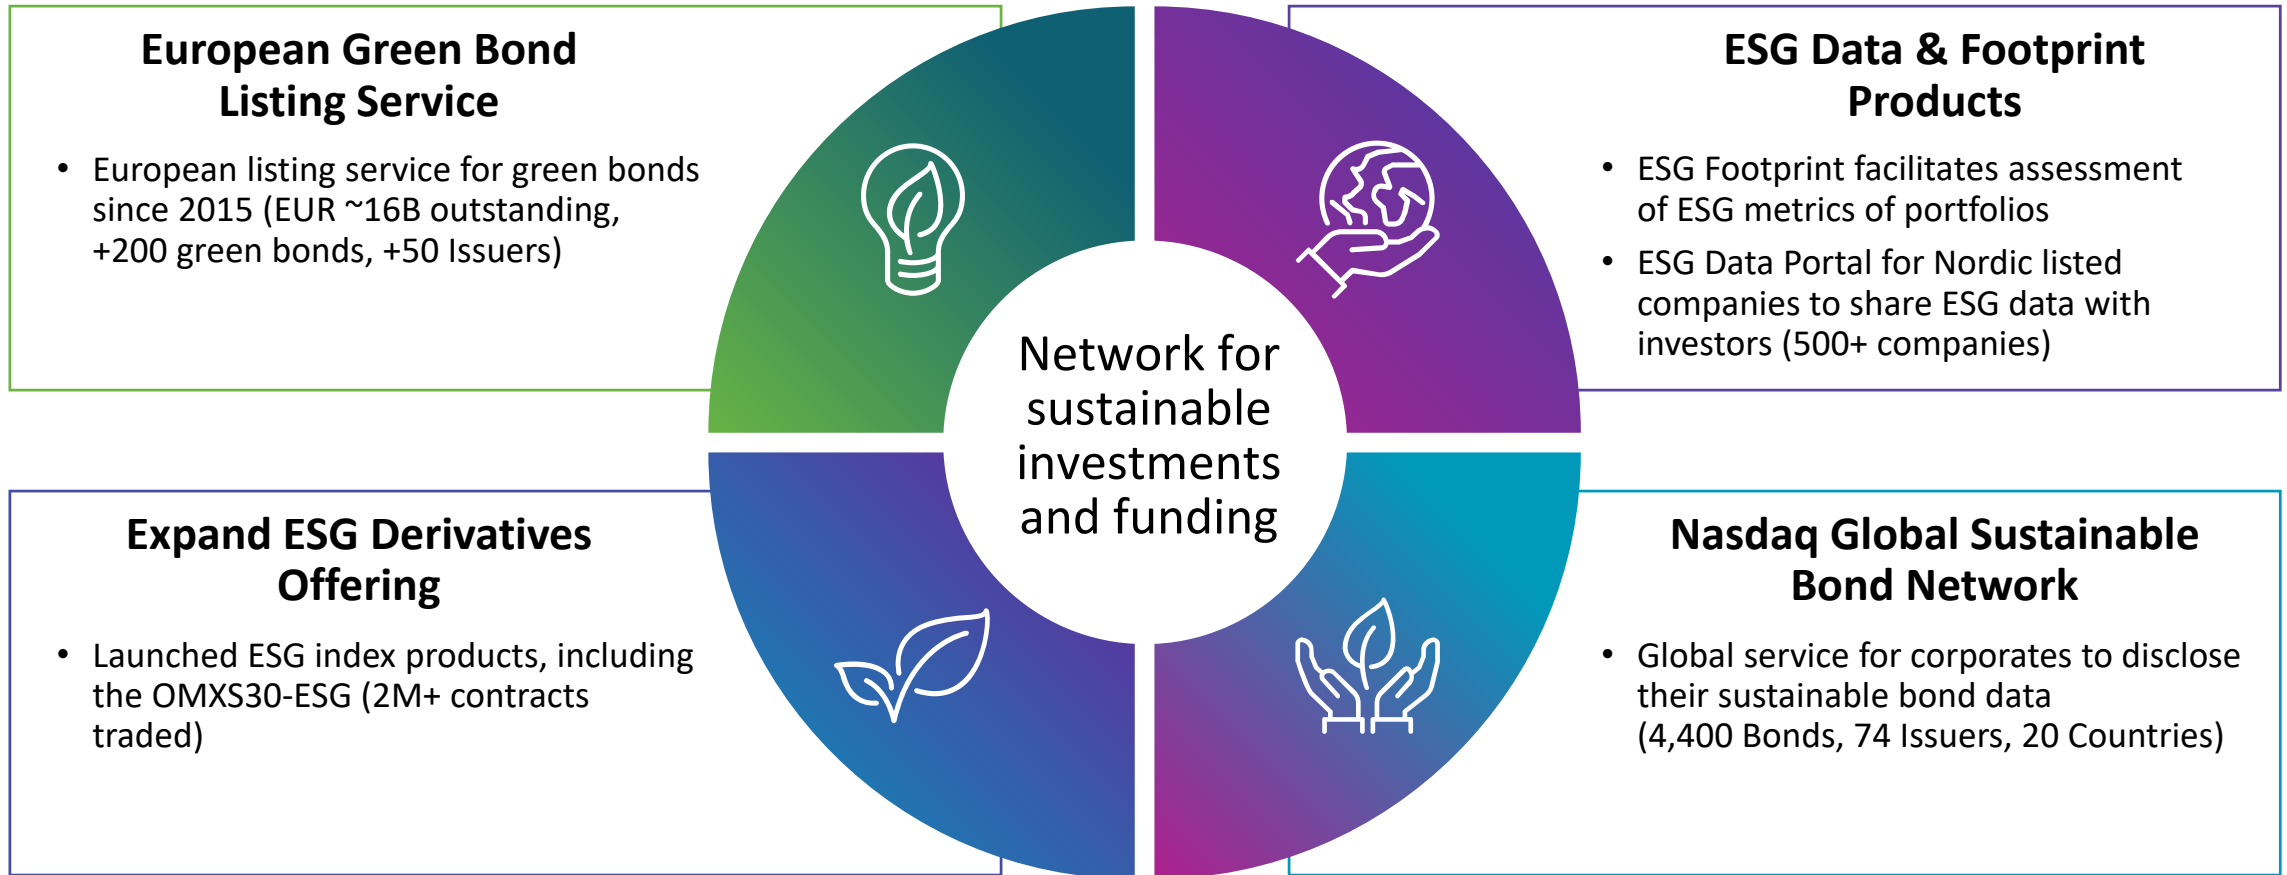 European Green Bond
Listing Service
• European listing service for green bonds
since 2015 (EUR ~16B outstanding,
+200 green bonds, +50 Issuers)
ESG Data & Footprint
Products
• ESG Footprint facilitates assessment
of ESG metrics of portfolios
• ESG Data Portal for Nordic listed
companies to share ESG data with
investors (500+ companies)
Network for
sustainable
investments
and funding
Expand ESG Derivatives
Offering
• Launched ESG index products, including
the OMXS30-ESG (2M+ contracts
traded)
Nasdaq Global Sustainable
Bond Network
• Global service for corporates to disclose
their sustainable bond data
(4,400 Bonds, 74 Issuers, 20 Countries)